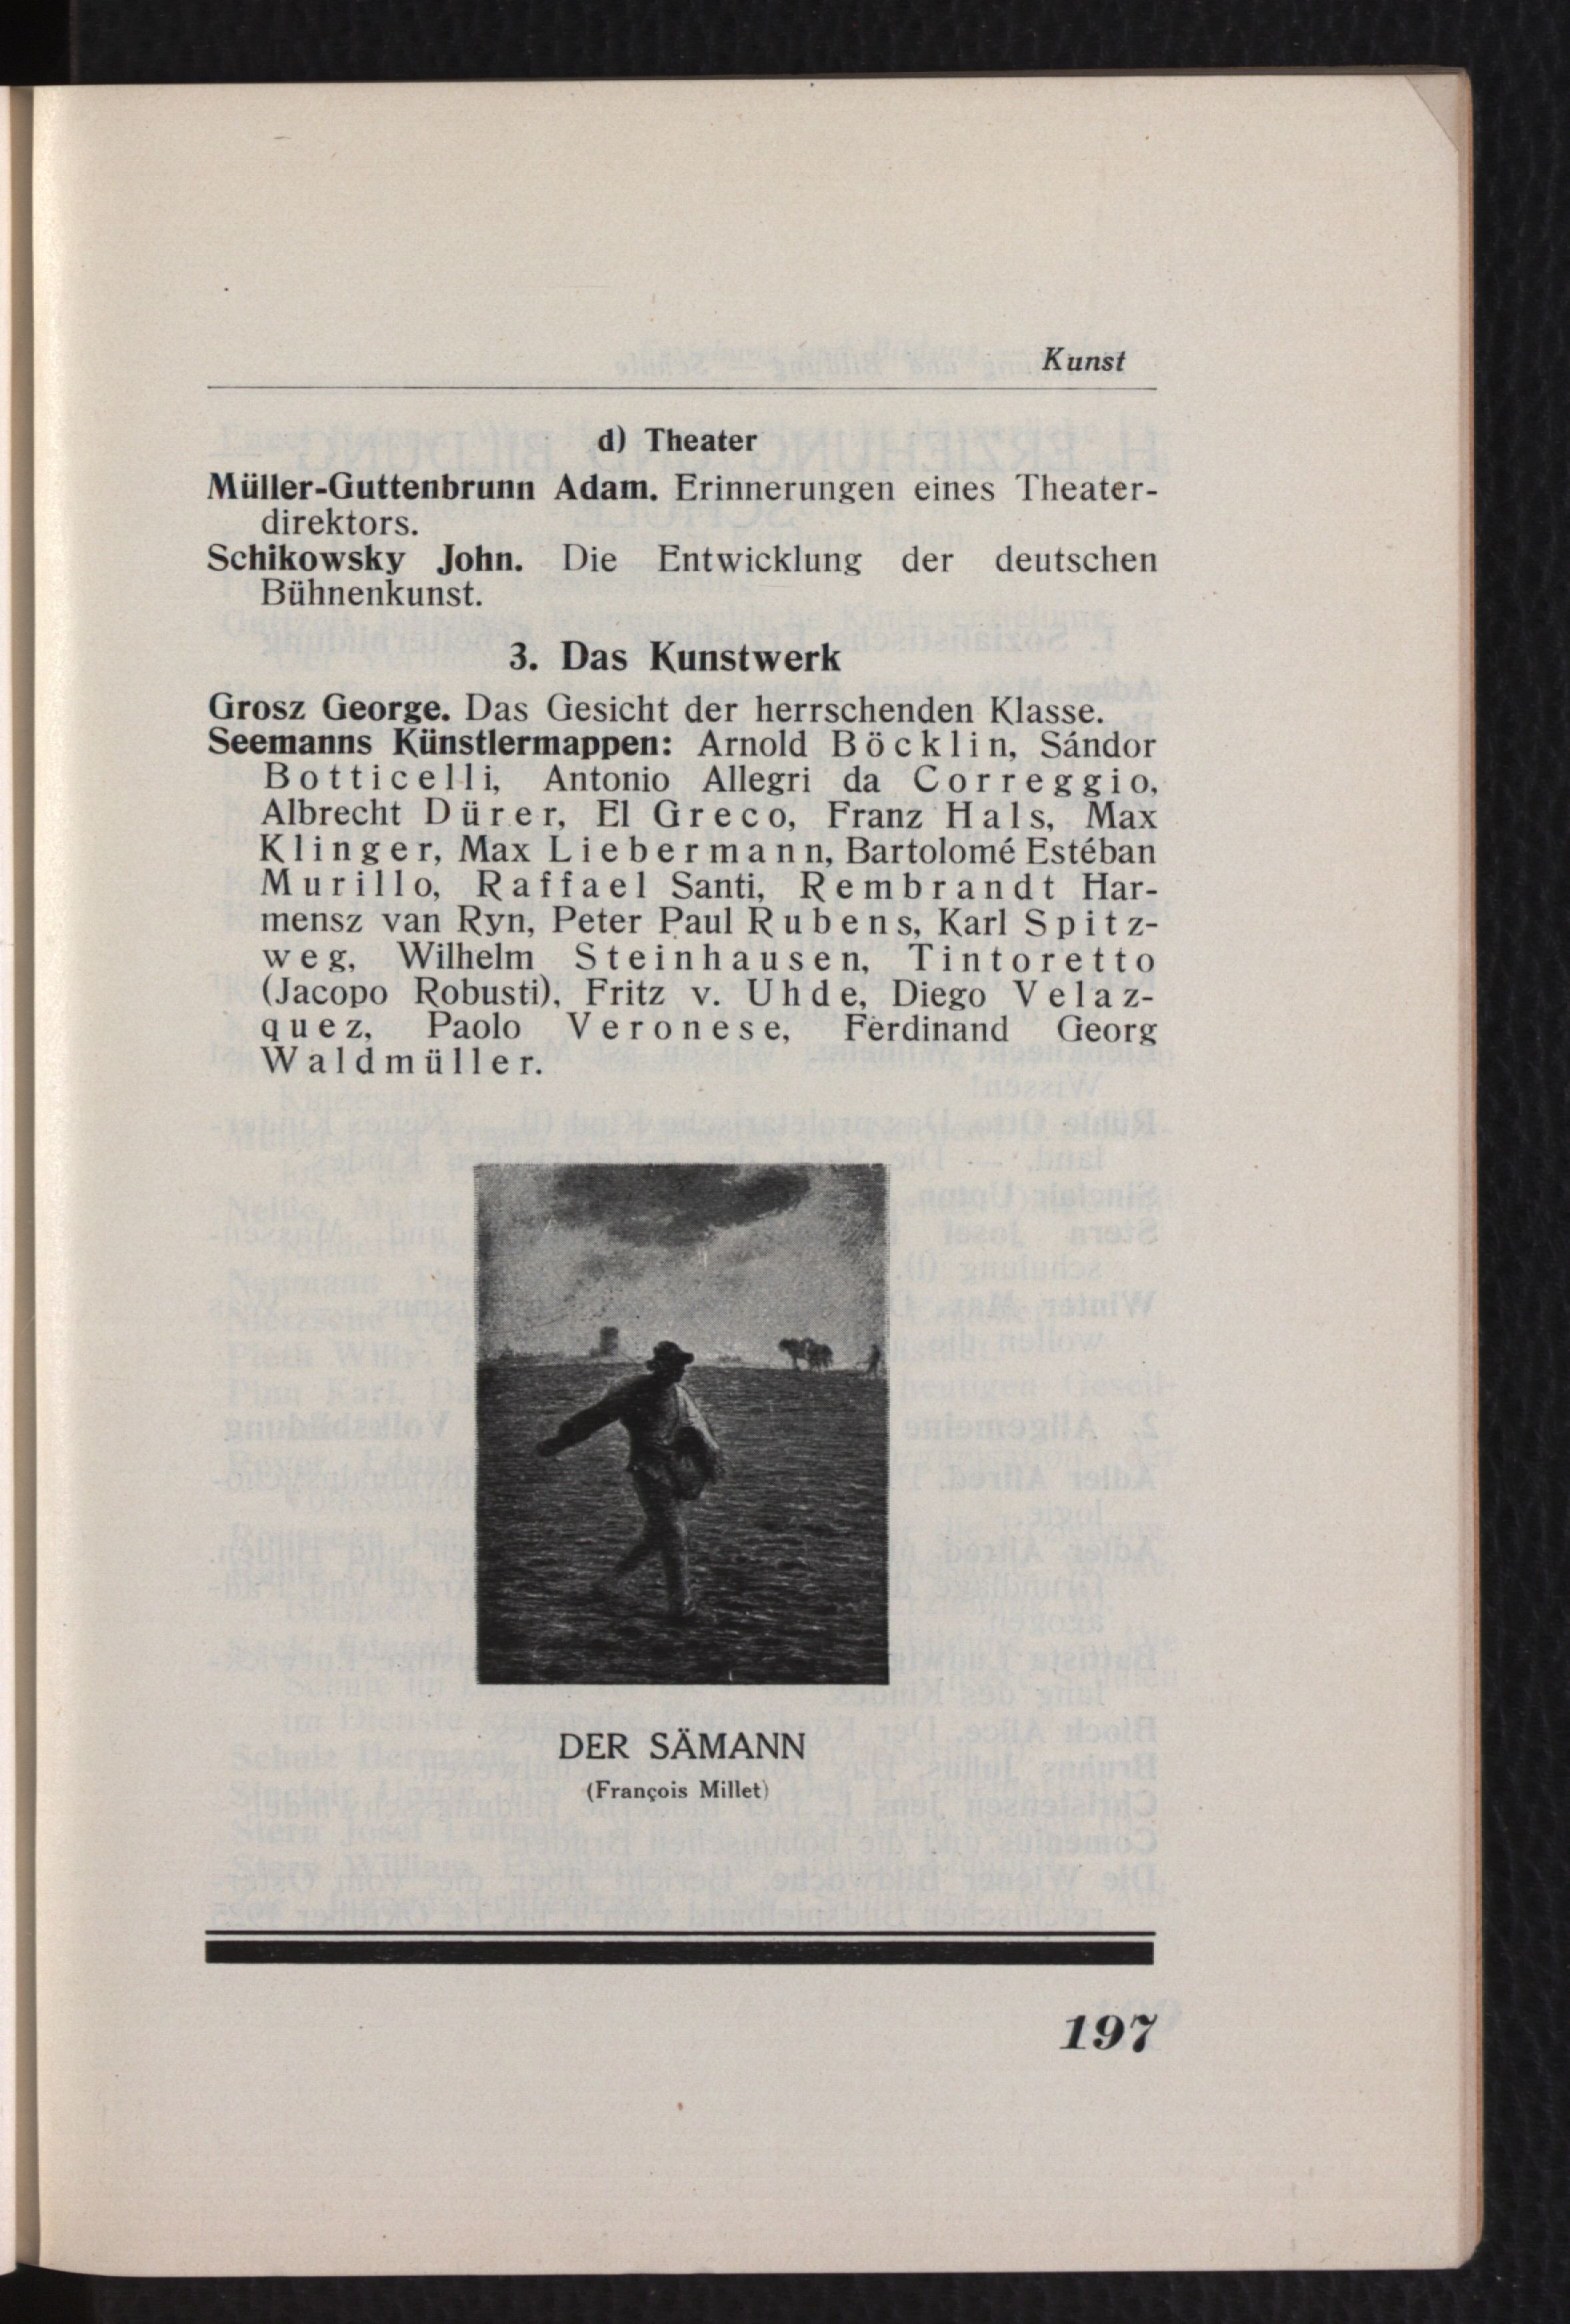 Kunst
d) Theater
Müller-Guttenbrunn Adam. Erinnerungen eines Theater-
direktors.
Schikowsky John. Die Entwicklung der deutschen
Bühnenkunst.
3. Das Kunstwerk
Grosz George. Das Gesicht der herrschenden Klasse.
Seemanns Künstlermappen: Arnold Böcklin, Sándor
Botticelli, Antonio Allegri da Correggio,
Albrecht Dürer, El Greco, Franz Hals, Max
Klinger, Max Liebermann, Bartolomé Estéban
Murillo, Raffael Santi, Rembrandt Har-
mensz van Ryn, Peter Paul Rubens, Karl Spitz-
weg, Wilhelm Steinhausen, Tintoretto
(Jacopo Robusti), Fritz v. Uhde, Diego Velaz-
quez, Paolo Veronese, Ferdinand Georg
Waldmüller.
DER SÄMANN
(François Millet)
197